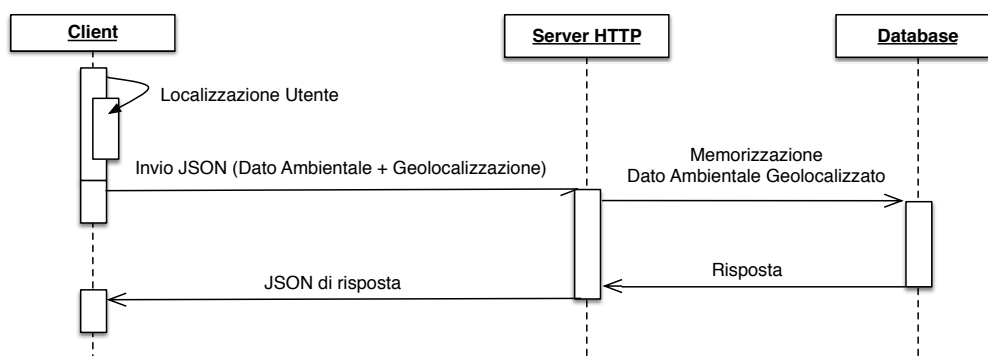 Client
Server HTTP
Database
Localizzazione Utente
Invio JSON (Dato Ambientale + Geolocalizzazione)
Memorizzazione
Dato Ambientale Geolocalizzato
Risposta
JSON di risposta